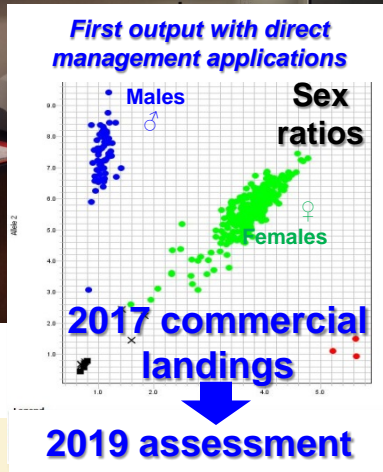 First output with direct
management applications
Males
♂
Sex
ratios
9.0
8.0
7.0
6.0
5.0
4.0
3.0
2.0
1.0
Allele 2
♀
Females
2017 commercial
landings
1.0
2.0
4.0
5.0
2019 assessment